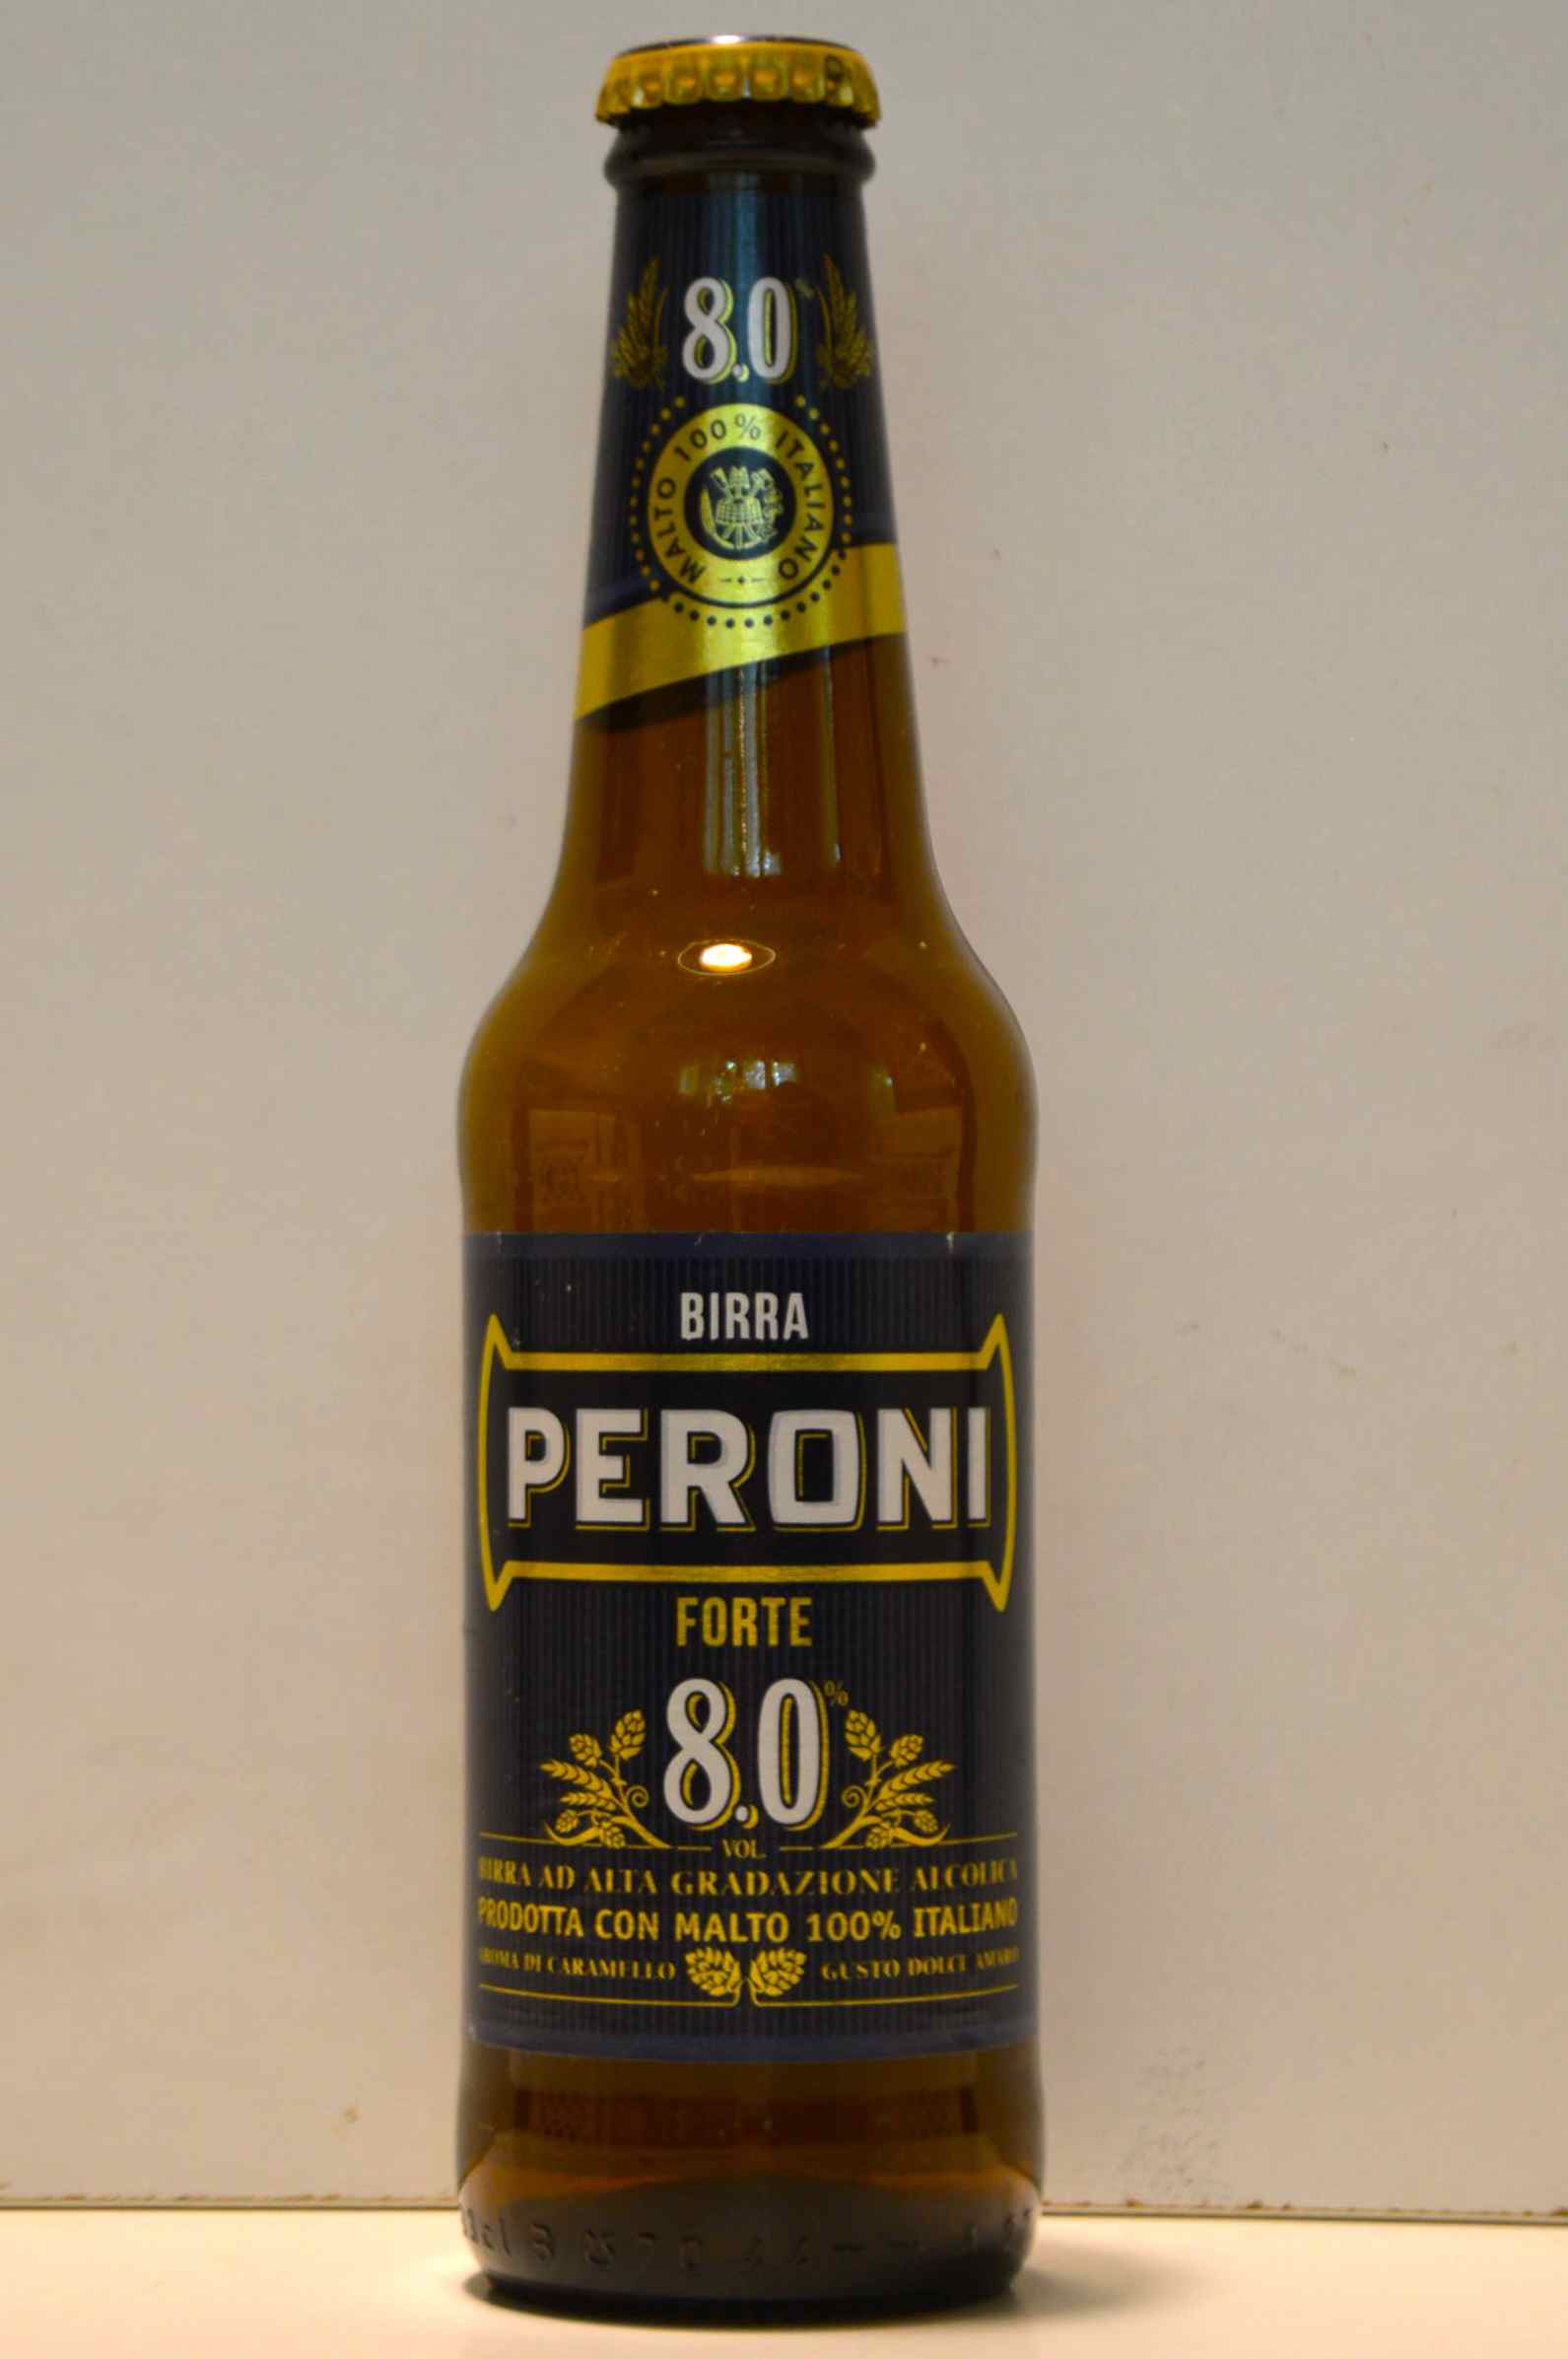 8.0%
MALTO 100% ITALIANO
BIRRA
PERONI
FORTE
8.0%
VOL.
BIRRA AD ALTA GRADAZIONE ALCOLICA
PRODOTTA CON MALTO 100% ITALIANO
AROMA DI CARAMELLO GUSTO DOLCE AMARO